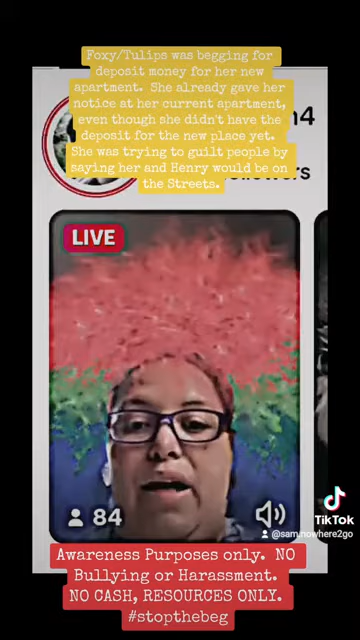 Foxy/Tulips was begging for
deposit money for her new
apartment. She already gave her
notice at her current apartment,
even though she didn't have the
deposit for the new place yet.
She was trying to guilt people by
saying her and Henry would be on
the Streets.
LIVE
84
TikTok
@sam.nowhere2go
Awareness Purposes only. NO
Bullying or Harassment.
NO CASH, RESOURCES ONLY.
#stopthebeg